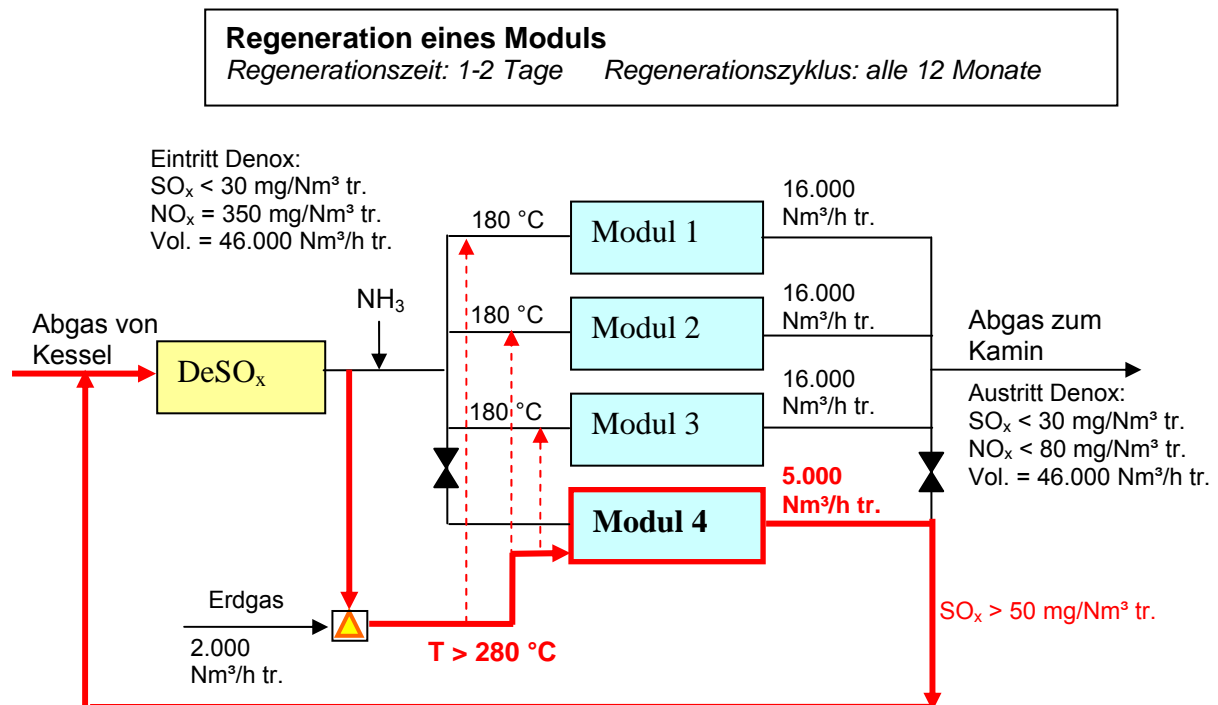 Regeneration eines Moduls
Regenerationszeit: 1-2 Tage Regenerationszyklus: alle 12 Monate
Eintritt Denox:
SOₓ < 30 mg/Nm³ tr.
NOₓ = 350 mg/Nm³ tr.
Vol. = 46.000 Nm³/h tr.
16.000
Nm³/h tr.
180 °C
Modul 1
NH₃
180 °C
Modul 2
16.000
Nm³/h tr.
Abgas von
Kessel
DeSOₓ
Abgas zum
Kamin
16.000
Nm³/h tr.
180 °C
Modul 3
Austritt Denox:
SOₓ < 30 mg/Nm³ tr.
NOₓ < 80 mg/Nm³ tr.
Vol. = 46.000 Nm³/h tr.
5.000
Nm³/h tr.
Modul 4
Erdgas
2.000
Nm³/h tr.
T > 280 °C
SOₓ > 50 mg/Nm³ tr.